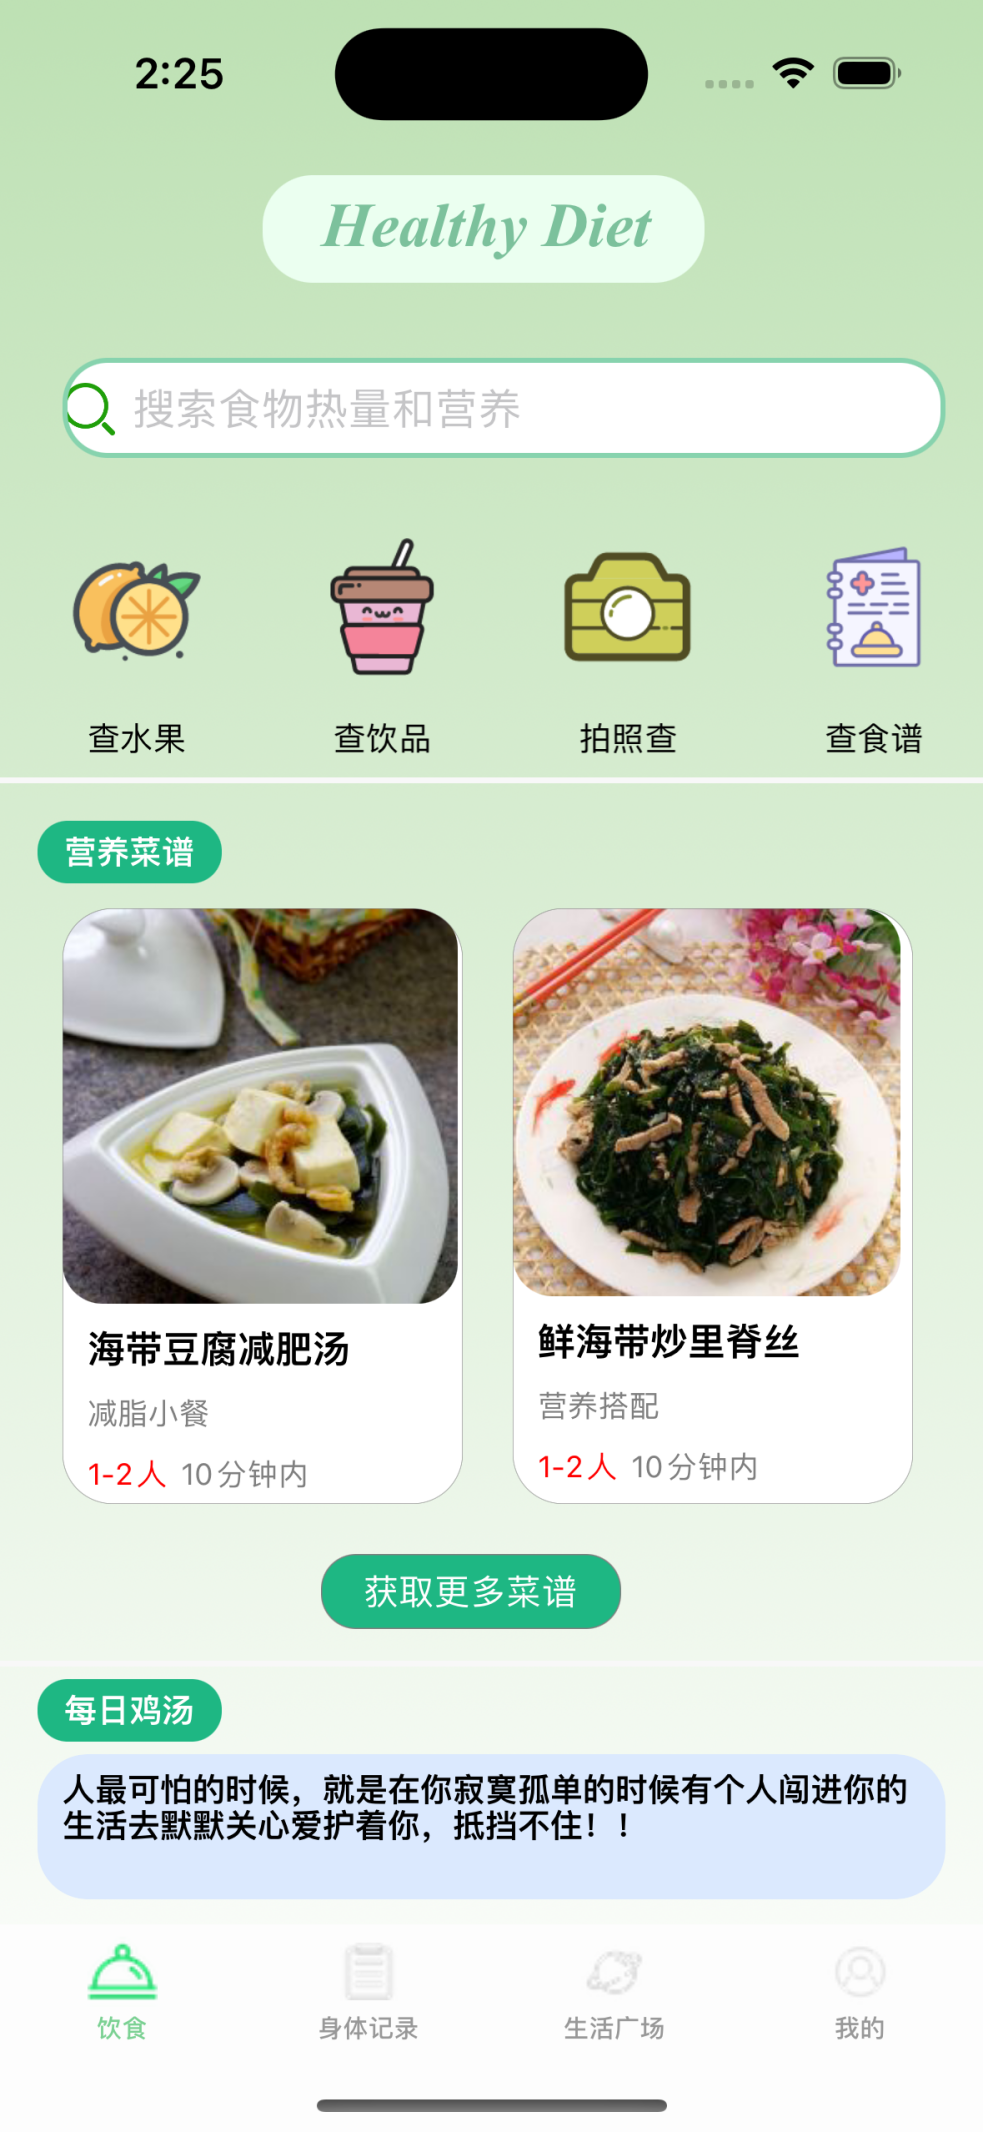 2:25
Healthy Diet
搜索食物热量和营养
查水果 查饮品 拍照查 查食谱
营养菜谱
海带豆腐减肥汤
减脂小餐
1-2人 10分钟内
鲜海带炒里脊丝
营养搭配
1-2人 10分钟内
获取更多菜谱
每日鸡汤
人最可怕的时候，就是在你寂寞孤单的时候有个人闯进你的
生活去默默关心爱护着你，抵挡不住！！
饮食 身体记录 生活广场 我的